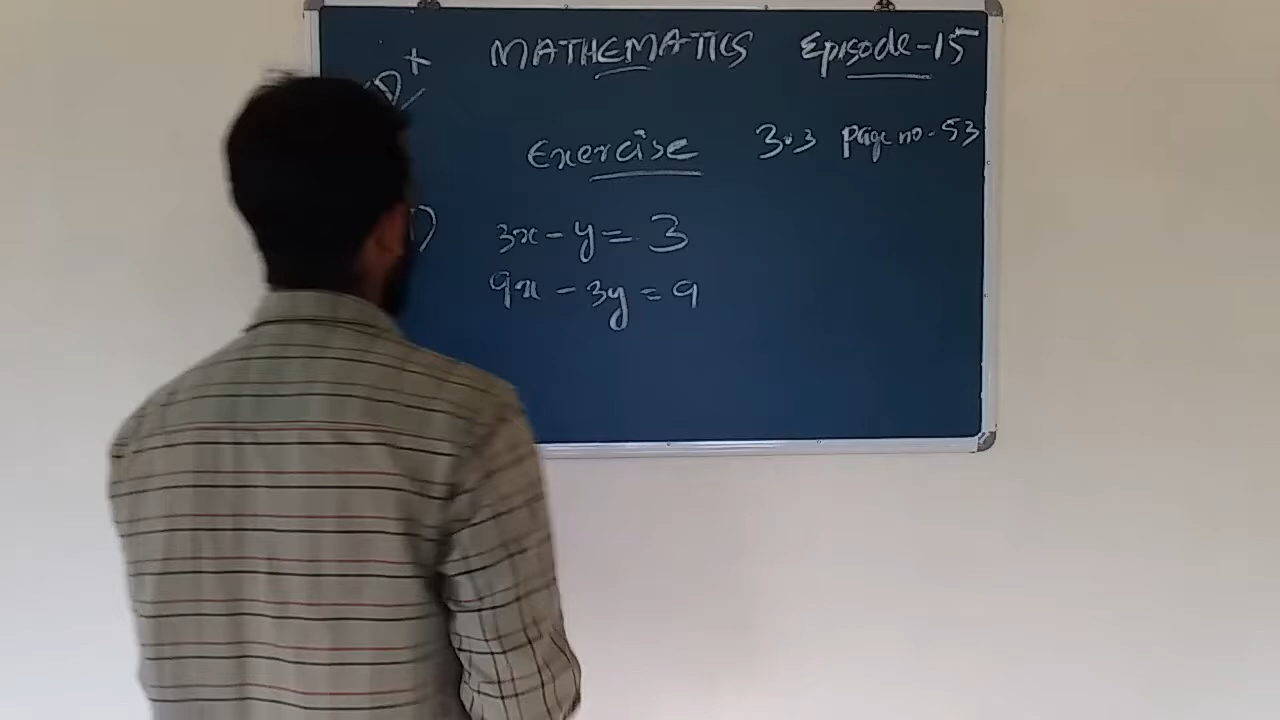 MATHEMATICS Episode-15
Exercise 3.3 page no-53
3x - y = 3
9x - 3y = 9